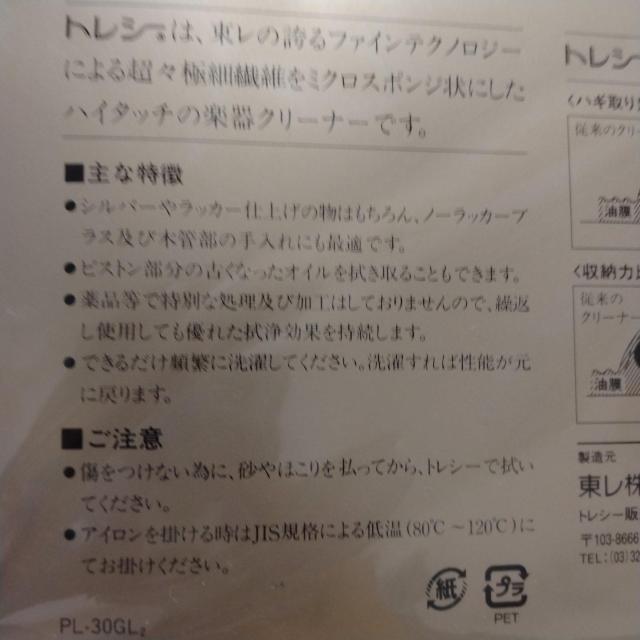 トレシー®は、東レの誇るファインテクノロジー
による超々極細繊維をミクロスポンジ状にした
ハイタッチの楽器クリーナーです。
■主な特徴
●シルバーやラッカー仕上げの物はもちろん、ノーラッカーブ
ラス及び木管部の手入れにも最適です。
●ピストン部分の古くなったオイルを拭き取ることもできます。
●薬品等で特別な処理及び加工はしておりませんので、繰返
し使用しても優れた拭浄効果を持続します。
●できるだけ頻繁に洗濯してください。洗濯すれば性能が元
に戻ります。
■ご注意
●傷をつけない為に、砂やほこりを払ってから、トレシーで拭い
てください。
●アイロンを掛ける時はJIS規格による低温(80℃~120℃)に
てお掛けください。
紙
プラ
PET
PL-30GL₂
トレシー
〈ハギ取り
従来のクリー
油膜
〈収納力比
従来の
クリーナー
油膜
製造元
東レ株
トレシー販
〒103-8666
TEL:(03)32